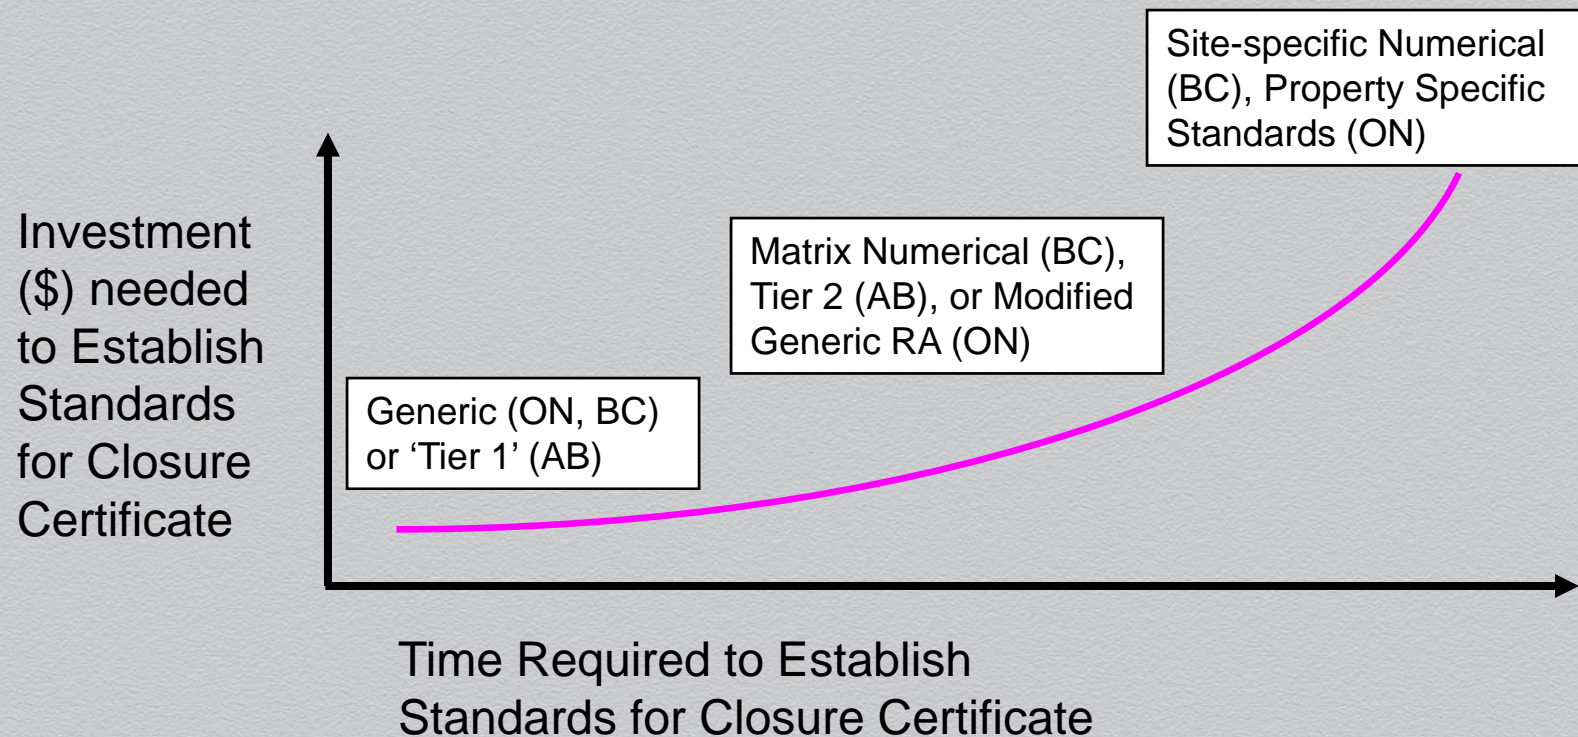 Site-specific Numerical
(BC), Property Specific
Standards (ON)
Investment
($) needed
to Establish
Standards
for Closure
Certificate
Matrix Numerical (BC),
Tier 2 (AB), or Modified
Generic RA (ON)
Generic (ON, BC)
or ‘Tier 1’ (AB)
Time Required to Establish
Standards for Closure Certificate